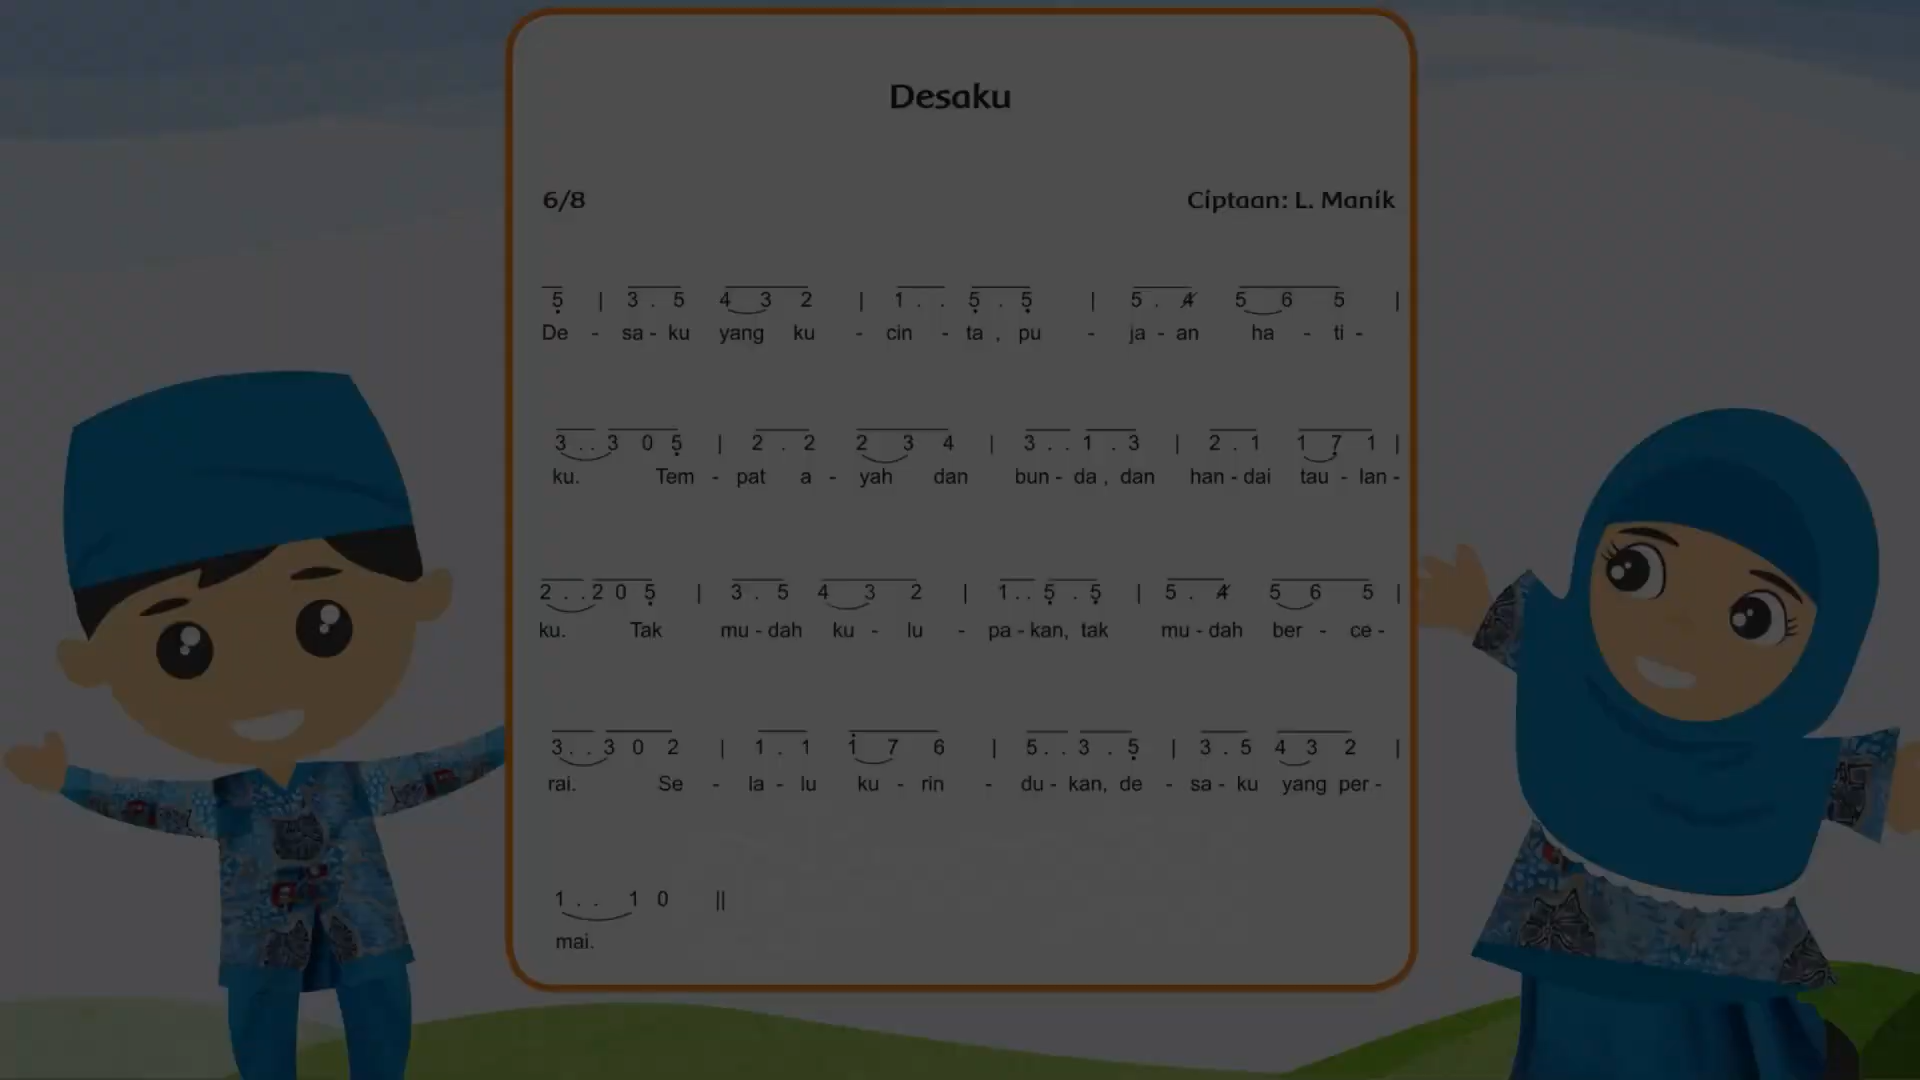 Desaku
6/8 Ciptaan: L. Manik
5̣ | 3 . 5 4 3 2 | 1 . . 5̣ . 5̣ | 5 . 4̸ 5 6 5 |
De - sa - ku yang ku - cin - ta , pu - ja - an ha - ti -
3 . . 3 0 5̣ | 2 . 2 2 3 4 | 3 . . 1 . 3 | 2 . 1 1 7̣ 1 |
ku. Tem - pat a - yah dan bun - da , dan han - dai tau - lan -
2 . . 2 0 5̣ | 3 . 5 4 3 2 | 1 . . 5̣ . 5̣ | 5 . 4̸ 5 6 5 |
ku. Tak mu - dah ku - lu - pa - kan, tak mu - dah ber - ce -
3 . . 3 0 2 | 1 . 1 1̇ 7 6 | 5 . . 3 . 5̣ | 3 . 5 4 3 2 |
rai. Se - la - lu ku - rin - du - kan, de - sa - ku yang per -
1 . . 1 0 ||
mai.